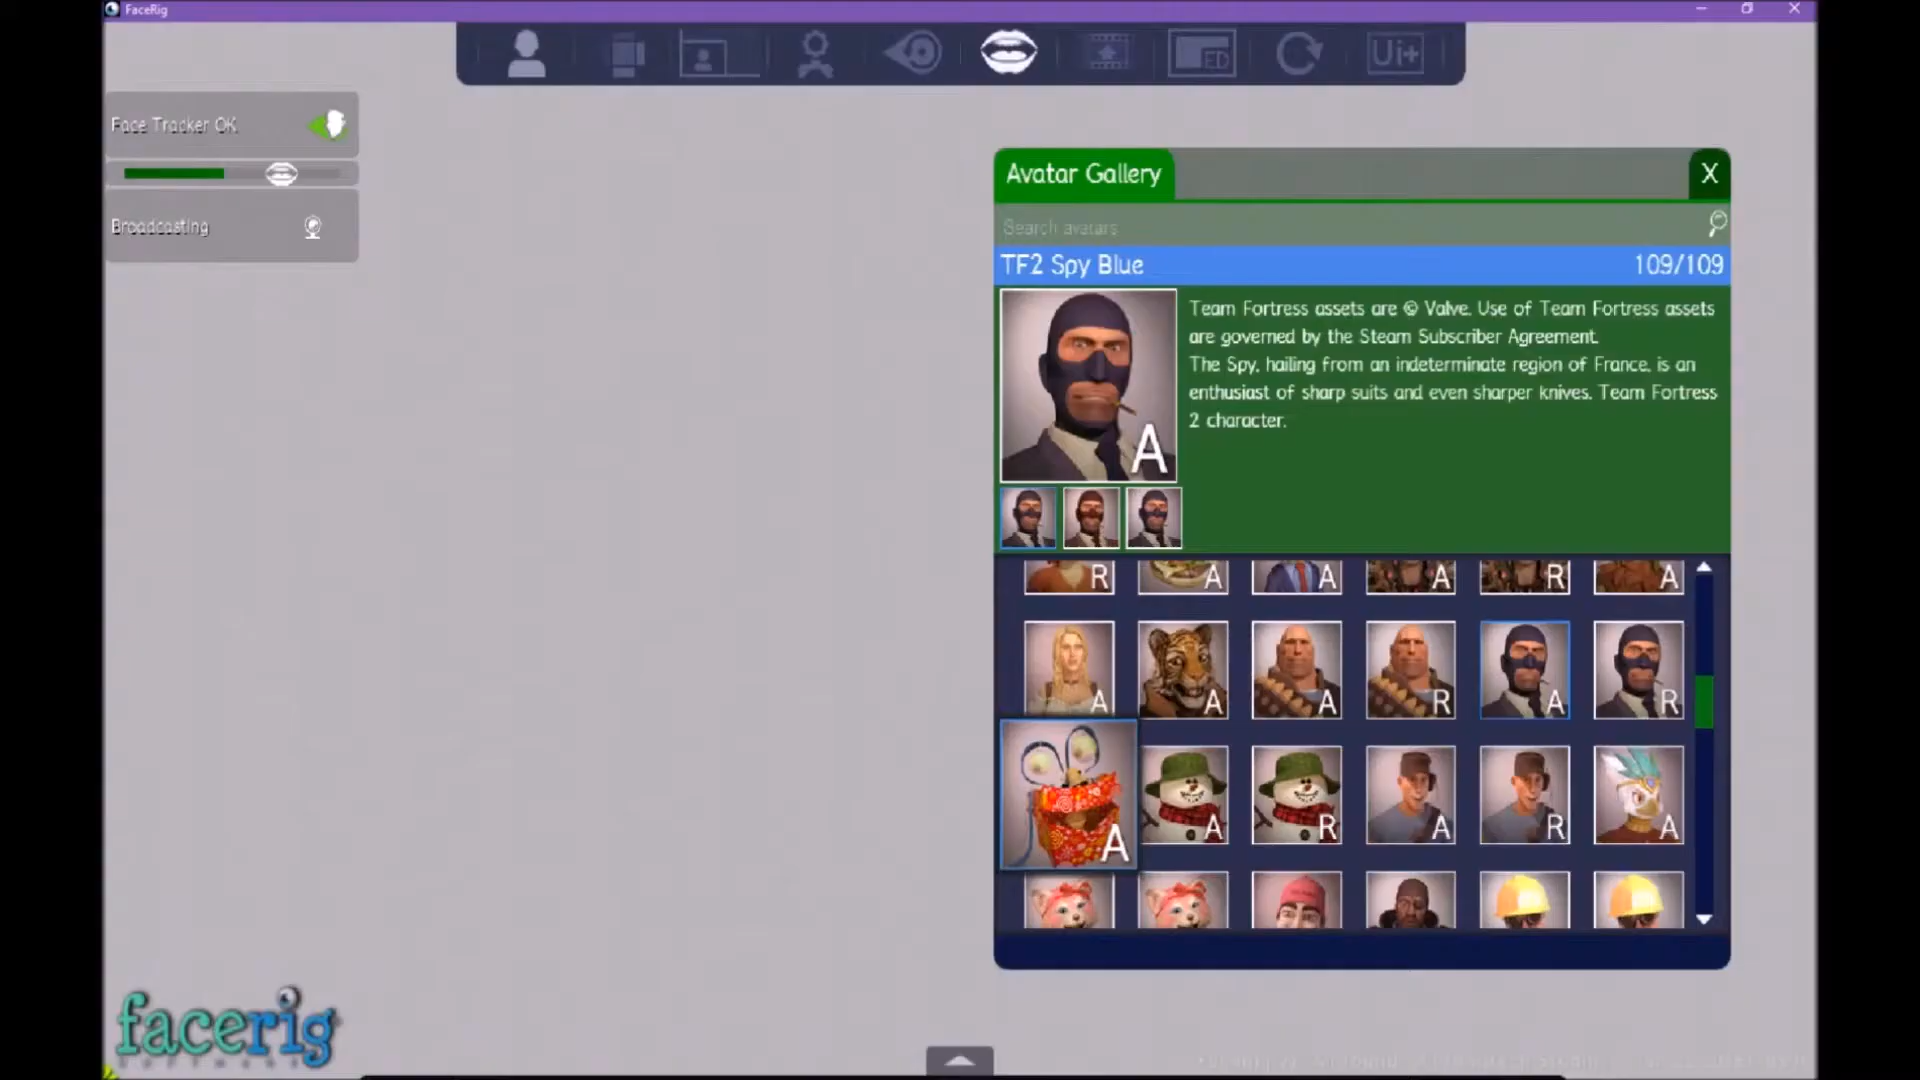 FaceRig
ED
Ui+
Face Tracker OK
Broadcasting
Avatar Gallery
X
Search avatars
TF2 Spy Blue
109/109
Team Fortress assets are © Valve. Use of Team Fortress assets
are governed by the Steam Subscriber Agreement.
The Spy, hailing from an indeterminate region of France, is an
enthusiast of sharp suits and even sharper knives. Team Fortress
2 character.
A
R A A A R A
A A A R A R
A A R A R A
facerig